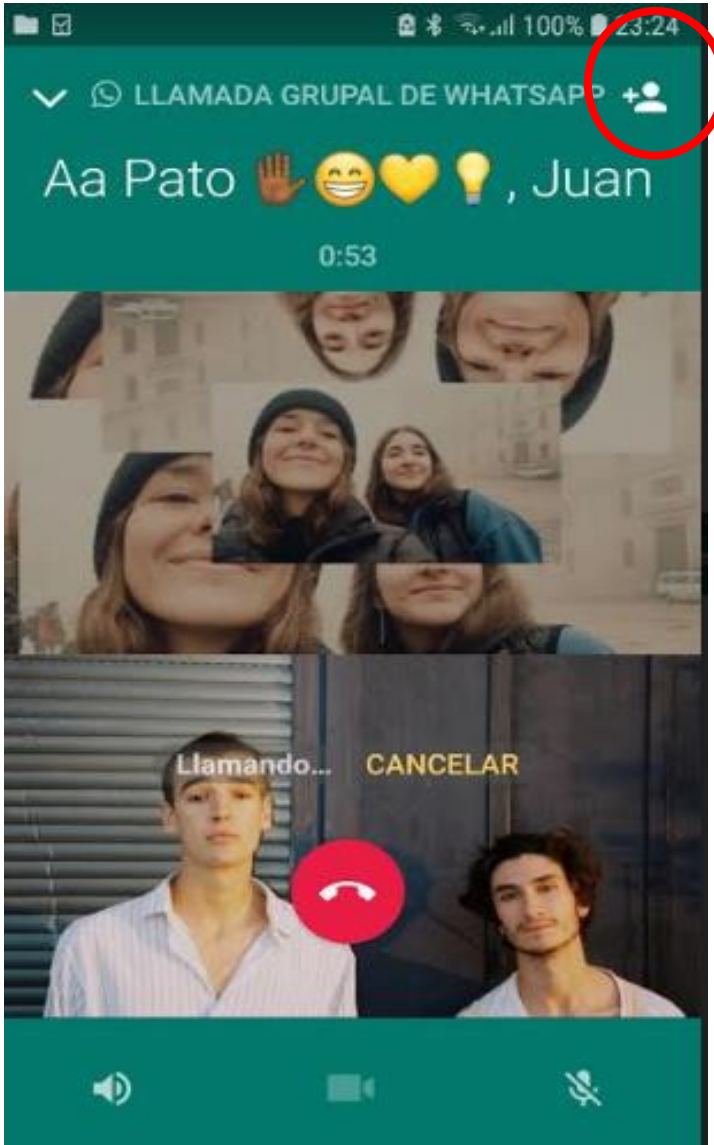 100% 23:24
LLAMADA GRUPAL DE WHATSAPP
Aa Pato 🤚🏾😁💛💡, Juan
0:53
Llamando... CANCELAR